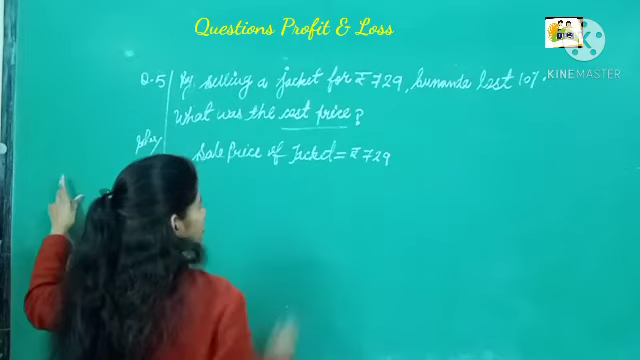 Questions Profit & Loss
KINEMASTER
Q-5 By selling a jacket for ₹ 729, Sunanda lost 10%.
What was the cost price?
Sale Price of Jacket = ₹ 729